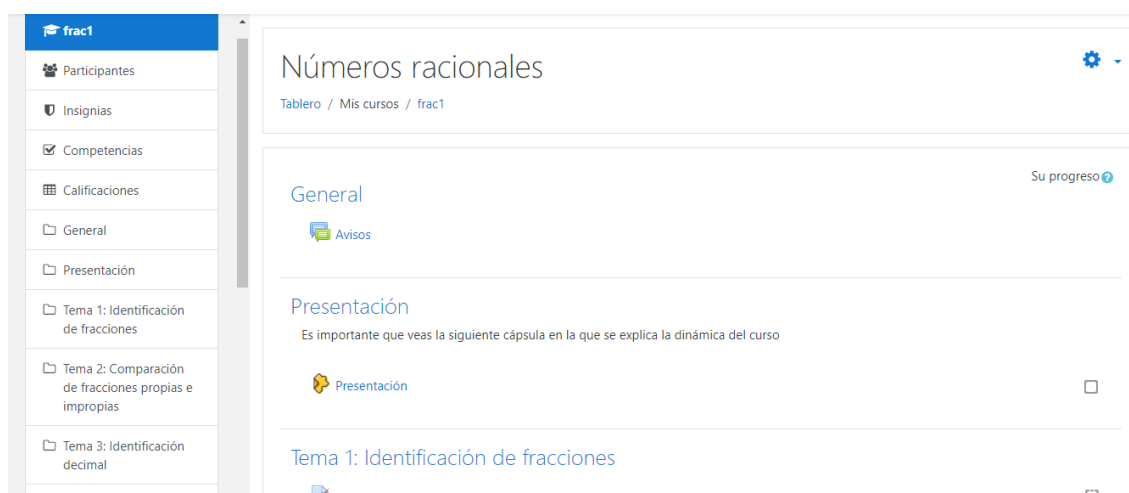 frac1
Participantes
Insignias
Competencias
Calificaciones
General
Presentación
Tema 1: Identificación
de fracciones
Tema 2: Comparación
de fracciones propias e
impropias
Tema 3: Identificación
decimal
Números racionales
Tablero / Mis cursos / frac1
Su progreso
General
Avisos
Presentación
Es importante que veas la siguiente cápsula en la que se explica la dinámica del curso
Presentación
Tema 1: Identificación de fracciones